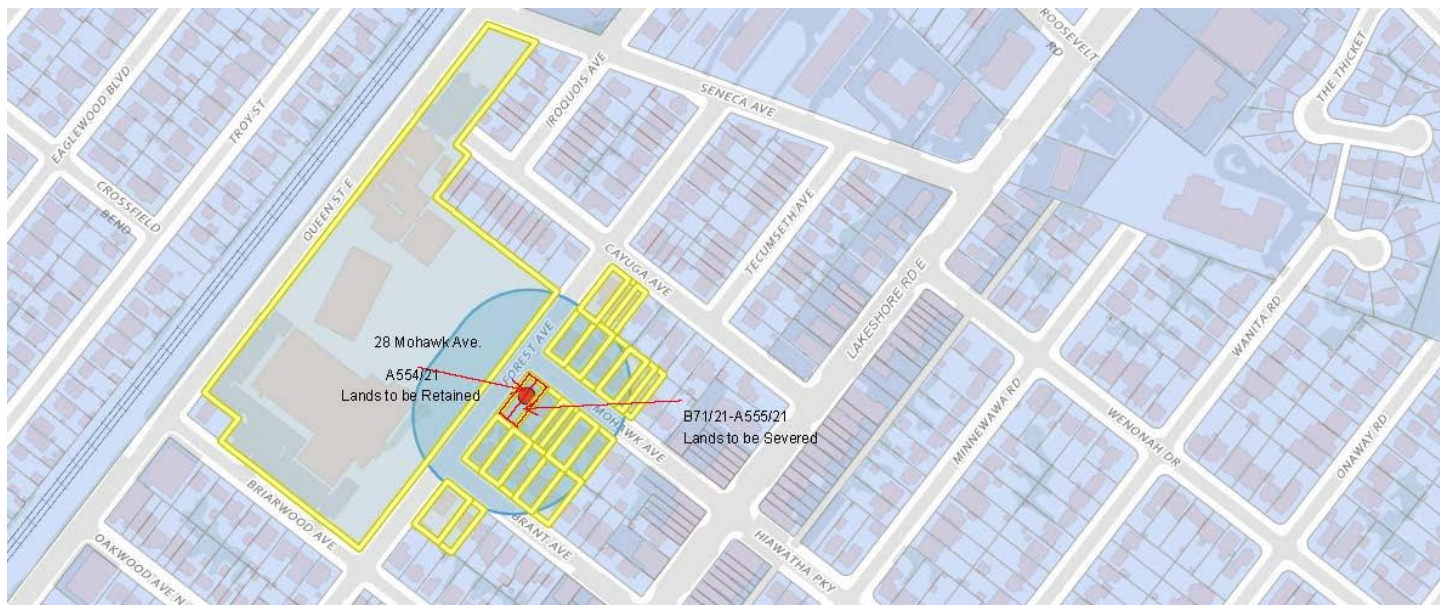 ROOSEVELT
RD
THE THICKET
EAGLEWOOD BLVD
TROY ST
IROQUOIS AVE
SENECA AVE
CROSSFIELD
BEND
QUEEN ST E
TECUMSETH AVE
CAYUGA AVE
LAKESHORE RD E
WANITA RD
28 Mohawk Ave.
FOREST AVE
A554/21
Lands to be Retained
MOHAWK AVE
B71/21-A555/21
Lands to be Severed
MINNEWAWA RD
WENONAH DR
ONAWAY RD
BRIARWOOD AVE
BRANT AVE
OAKWOOD AVE N
HIAWATHA PKY